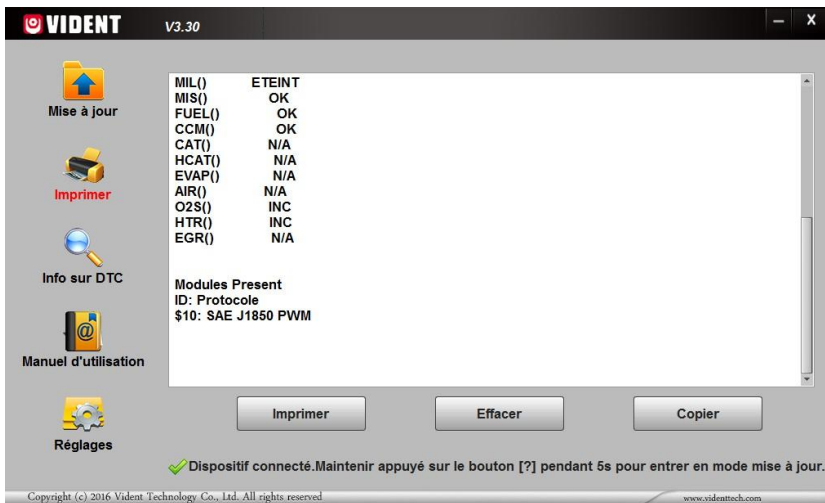 VIDENT V3.30
Mise à jour
Imprimer
Info sur DTC
Manuel d'utilisation
Réglages
MIL() ETEINT
MIS() OK
FUEL() OK
CCM() OK
CAT() N/A
HCAT() N/A
EVAP() N/A
AIR() N/A
O2S() INC
HTR() INC
EGR() N/A
Modules Present
ID: Protocole
$10: SAE J1850 PWM
Imprimer Effacer Copier
Dispositif connecté.Maintenir appuyé sur le bouton [?] pendant 5s pour entrer en mode mise à jour.
Copyright (c) 2016 Vident Technology Co., Ltd. All rights reserved www.videnttech.com